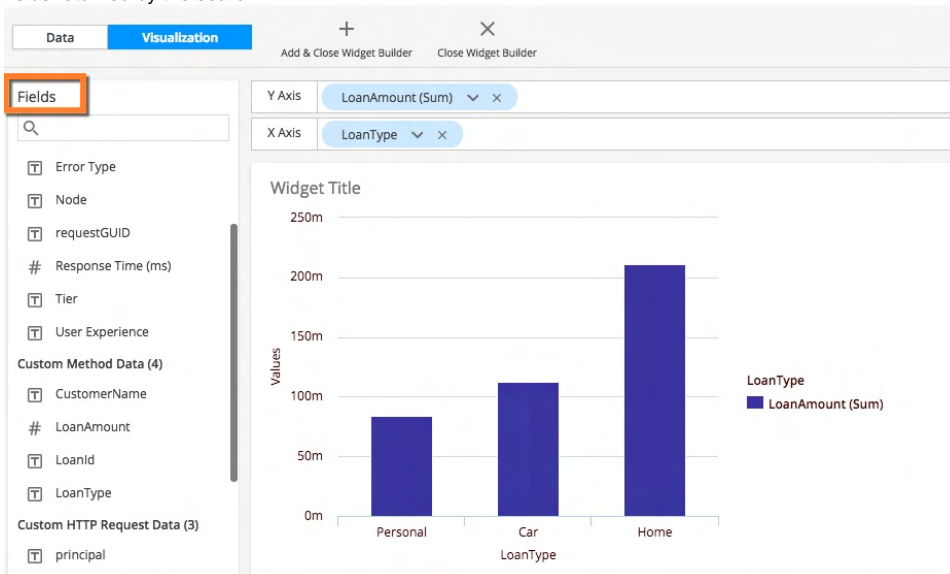 Data
Visualization
Add & Close Widget Builder
Close Widget Builder
Fields
Error Type
Node
requestGUID
# Response Time (ms)
Tier
User Experience
Custom Method Data (4)
CustomerName
# LoanAmount
LoanId
LoanType
Custom HTTP Request Data (3)
principal
Y Axis LoanAmount (Sum)
X Axis LoanType
Widget Title
250m
200m
150m
100m
50m
0m
Values
Personal
Car
Home
LoanType
LoanType
LoanAmount (Sum)